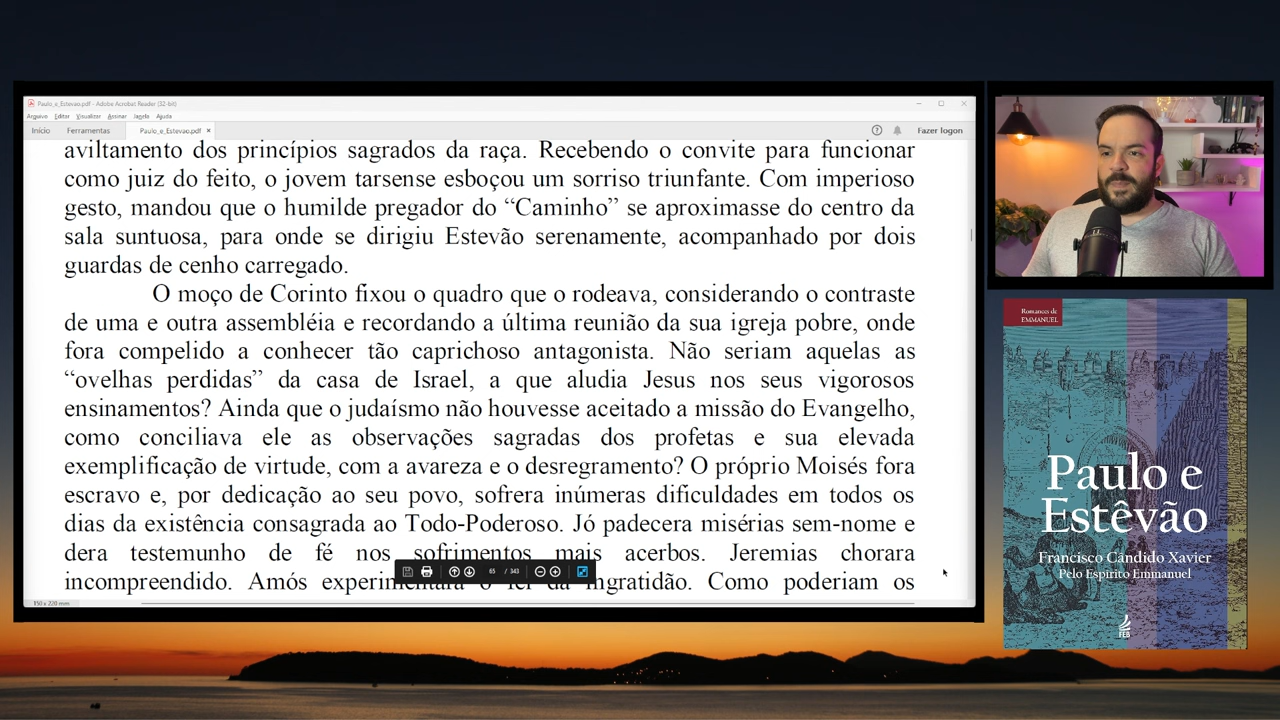 Paulo_e_Estevao.pdf - Adobe Acrobat Reader (32-bit)
Arquivo Editar Visualizar Assinar Janela Ajuda
Início Ferramentas Paulo_e_Estevao.pdf × Fazer logon
aviltamento dos princípios sagrados da raça. Recebendo o convite para funcionar
como juiz do feito, o jovem tarsense esboçou um sorriso triunfante. Com imperioso
gesto, mandou que o humilde pregador do “Caminho” se aproximasse do centro da
sala suntuosa, para onde se dirigiu Estevão serenamente, acompanhado por dois
guardas de cenho carregado.
O moço de Corinto fixou o quadro que o rodeava, considerando o contraste
de uma e outra assembléia e recordando a última reunião da sua igreja pobre, onde
fora compelido a conhecer tão caprichoso antagonista. Não seriam aquelas as
“ovelhas perdidas” da casa de Israel, a que aludia Jesus nos seus vigorosos
ensinamentos? Ainda que o judaísmo não houvesse aceitado a missão do Evangelho,
como conciliava ele as observações sagradas dos profetas e sua elevada
exemplificação de virtude, com a avareza e o desregramento? O próprio Moisés fora
escravo e, por dedicação ao seu povo, sofrera inúmeras dificuldades em todos os
dias da existência consagrada ao Todo-Poderoso. Jó padecera misérias sem-nome e
dera testemunho de fé nos sofrimentos mais acerbos. Jeremias chorara
incompreendido. Amós ingratidão. Como poderiam os
65 / 343
150 x 220 mm
Romances de
EMMANUEL
Paulo e
Estêvão
Francisco Cândido Xavier
Pelo Espírito Emmanuel
FEB